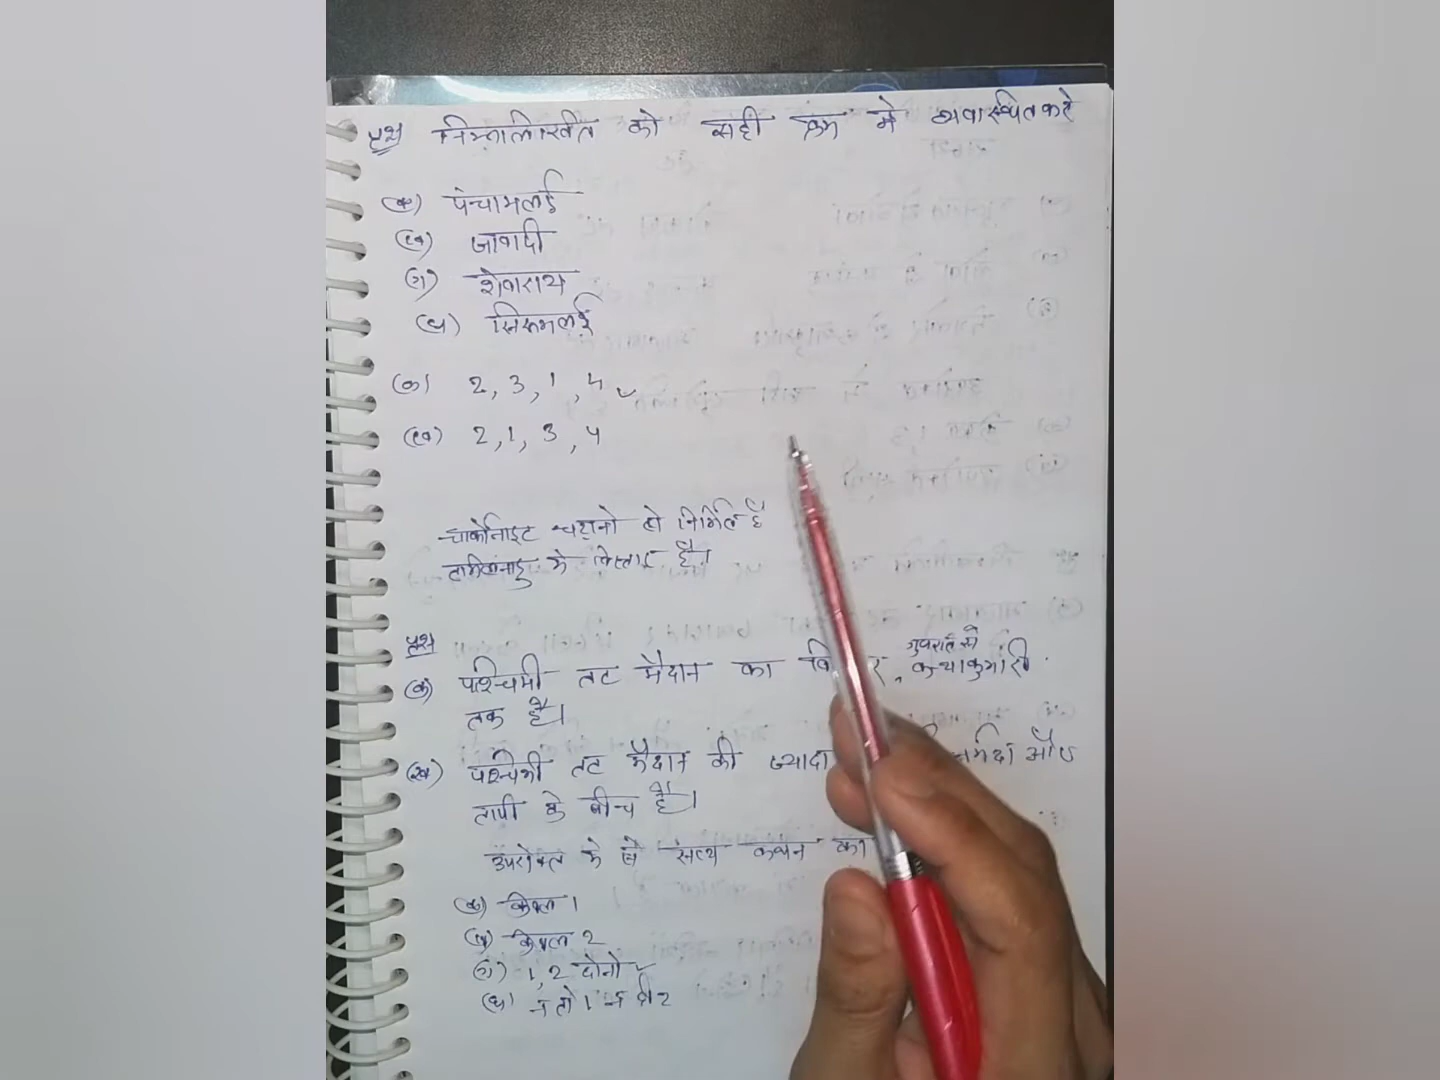 प्रश्न निम्नलिखित को सही क्रम में व्यवस्थित करे
(क) पंचामलई
(ख) जावादी
(ग) शेवाराय
(घ) सिरुमलई
(क) 2, 3, 1, 4 ✓
(ख) 2, 1, 3, 4
चार्कोनाइट चट्टानो से निर्मित है
तमिलनाडु मे विस्तार है।
प्रश्न
गुजरात से
(क) पश्चिमी तट मैदान का कन्याकुमारी
तक है।
(ख) पश्चिमी तट मैदान की ज्यादा नर्मदा और
तापी के बीच है।
उपरोक्त मे से सत्य कथन का
(क) केवल 1
(ख) केवल 2
(ग) 1, 2 दोनो ✓
(घ) न तो 1 न ही 2